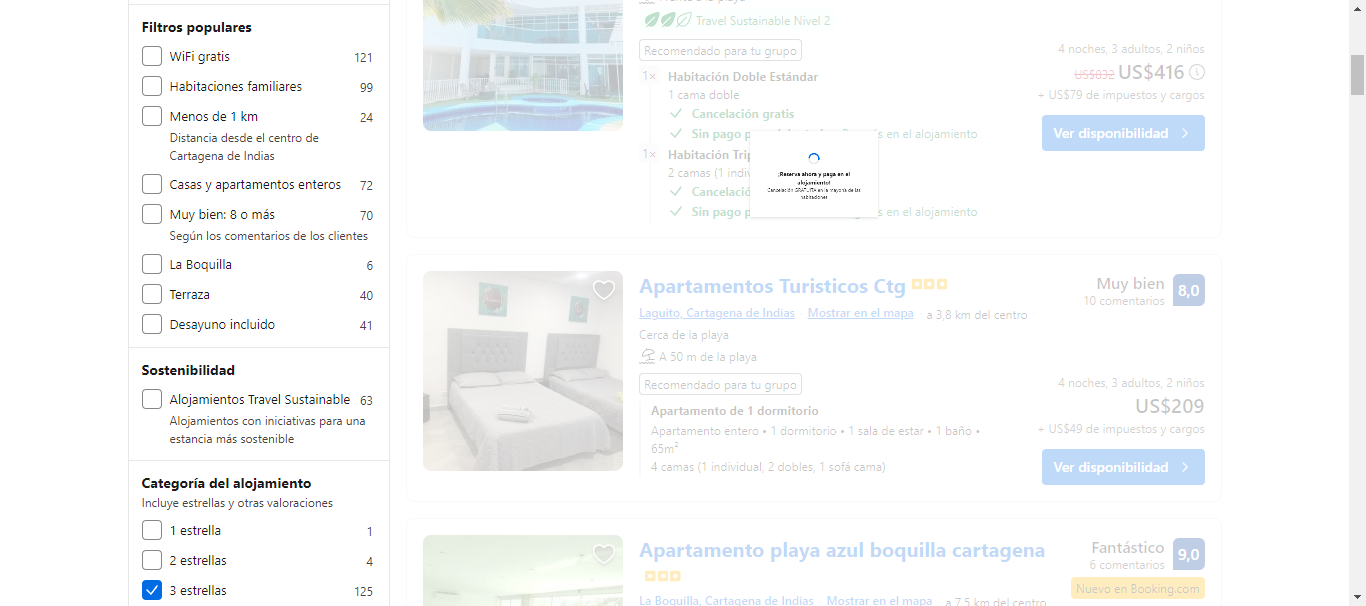 Filtros populares
WiFi gratis 121
Habitaciones familiares 99
Menos de 1 km 24
Distancia desde el centro de
Cartagena de Indias
Casas y apartamentos enteros 72
Muy bien: 8 o más 70
Según los comentarios de los clientes
La Boquilla 6
Terraza 40
Desayuno incluido 41
Sostenibilidad
Alojamientos Travel Sustainable 63
Alojamientos con iniciativas para una
estancia más sostenible
Categoría del alojamiento
Incluye estrellas y otras valoraciones
1 estrella 1
2 estrellas 4
3 estrellas 125
Travel Sustainable Nivel 2
Recomendado para tu grupo
4 noches, 3 adultos, 2 niños
1× Habitación Doble Estándar
US$832 US$416
1 cama doble
+ US$79 de impuestos y cargos
Cancelación gratis
Ver disponibilidad
Sin pago en el alojamiento
1× Habitación
2 camas (1
Sin pago en el alojamiento
¡Reserva ahora y paga en el
alojamiento!
Cancelación GRATUITA en la mayoría de las
habitaciones
Apartamentos Turisticos Ctg
Muy bien 8,0
10 comentarios
Laguito, Cartagena de Indias Mostrar en el mapa a 3,8 km del centro
Cerca de la playa
A 50 m de la playa
Recomendado para tu grupo
4 noches, 3 adultos, 2 niños
Apartamento de 1 dormitorio
US$209
Apartamento entero • 1 dormitorio • 1 sala de estar • 1 baño •
+ US$49 de impuestos y cargos
65m²
4 camas (1 individual, 2 dobles, 1 sofá cama)
Ver disponibilidad
Apartamento playa azul boquilla cartagena
Fantástico 9,0
6 comentarios
Nuevo en Booking.com
La Boquilla, Cartagena de Indias Mostrar en el mapa a 7,5 km del centro